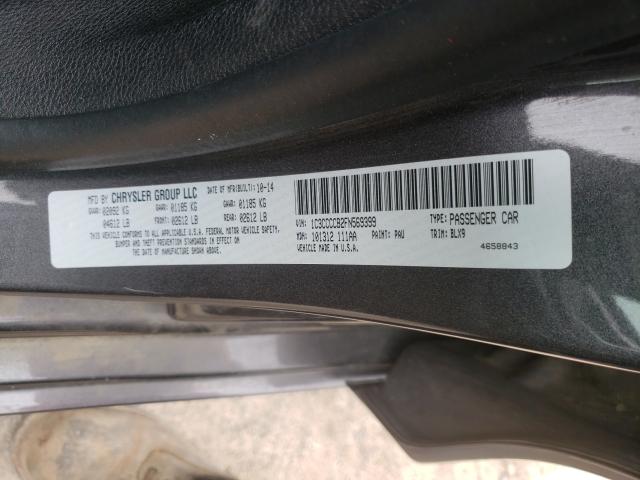 MFD BY CHRYSLER GROUP LLC DATE OF MFR(BUILT): 10-14
GVWR: 02092 KG GAWR: 01185 KG GAWR: 01185 KG
04612 LB FRONT: 02612 LB REAR: 02612 LB
THIS VEHICLE CONFORMS TO ALL APPLICABLE U.S.A. FEDERAL MOTOR VEHICLE SAFETY,
BUMPER AND THEFT PREVENTION STANDARDS IN EFFECT ON
THE DATE OF MANUFACTURE SHOWN ABOVE.
VIN: 1C3CCCCB2FN569399 TYPE: PASSENGER CAR
MDH: 101312 111AA PAINT: PAU TRIM: BLX9
VEHICLE MADE IN U.S.A. 4658843